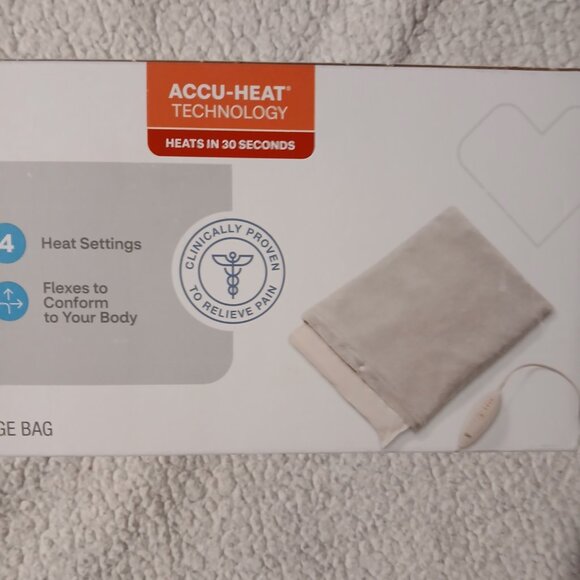 ACCU-HEAT®
TECHNOLOGY
HEATS IN 30 SECONDS
4 Heat Settings
Flexes to
Conform
to Your Body
CLINICALLY PROVEN
TO RELIEVE PAIN
GE BAG